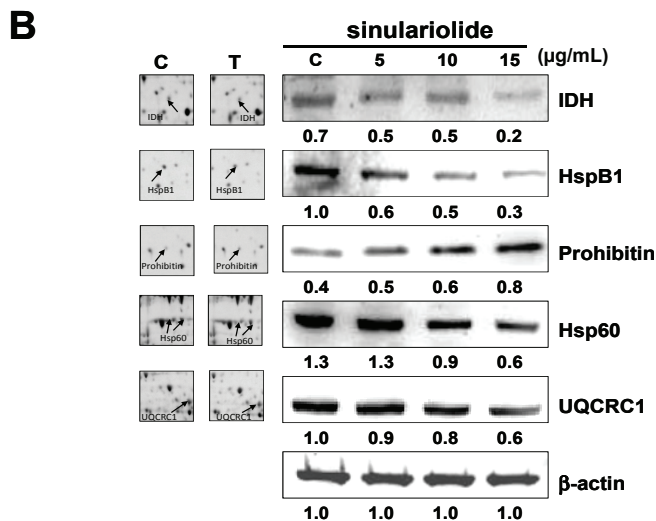 B
sinulariolide
C T C 5 10 15 (µg/mL)
IDH IDH IDH
0.7 0.5 0.5 0.2
HspB1 HspB1 HspB1
1.0 0.6 0.5 0.3
Prohibitin Prohibitin Prohibitin
0.4 0.5 0.6 0.8
Hsp60 Hsp60 Hsp60
1.3 1.3 0.9 0.6
UQCRC1 UQCRC1 UQCRC1
1.0 0.9 0.8 0.6
β-actin
1.0 1.0 1.0 1.0